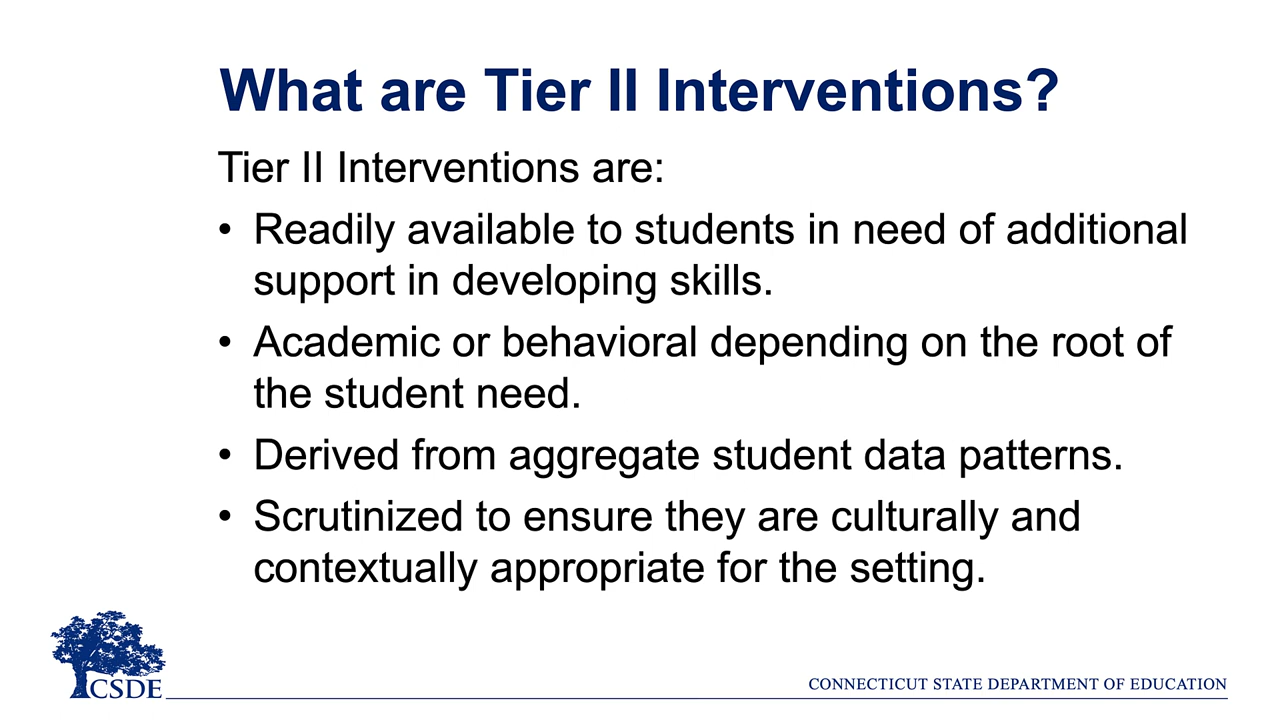 What are Tier II Interventions?
Tier II Interventions are:
• Readily available to students in need of additional
support in developing skills.
• Academic or behavioral depending on the root of
the student need.
• Derived from aggregate student data patterns.
• Scrutinized to ensure they are culturally and
contextually appropriate for the setting.
CSDE
CONNECTICUT STATE DEPARTMENT OF EDUCATION